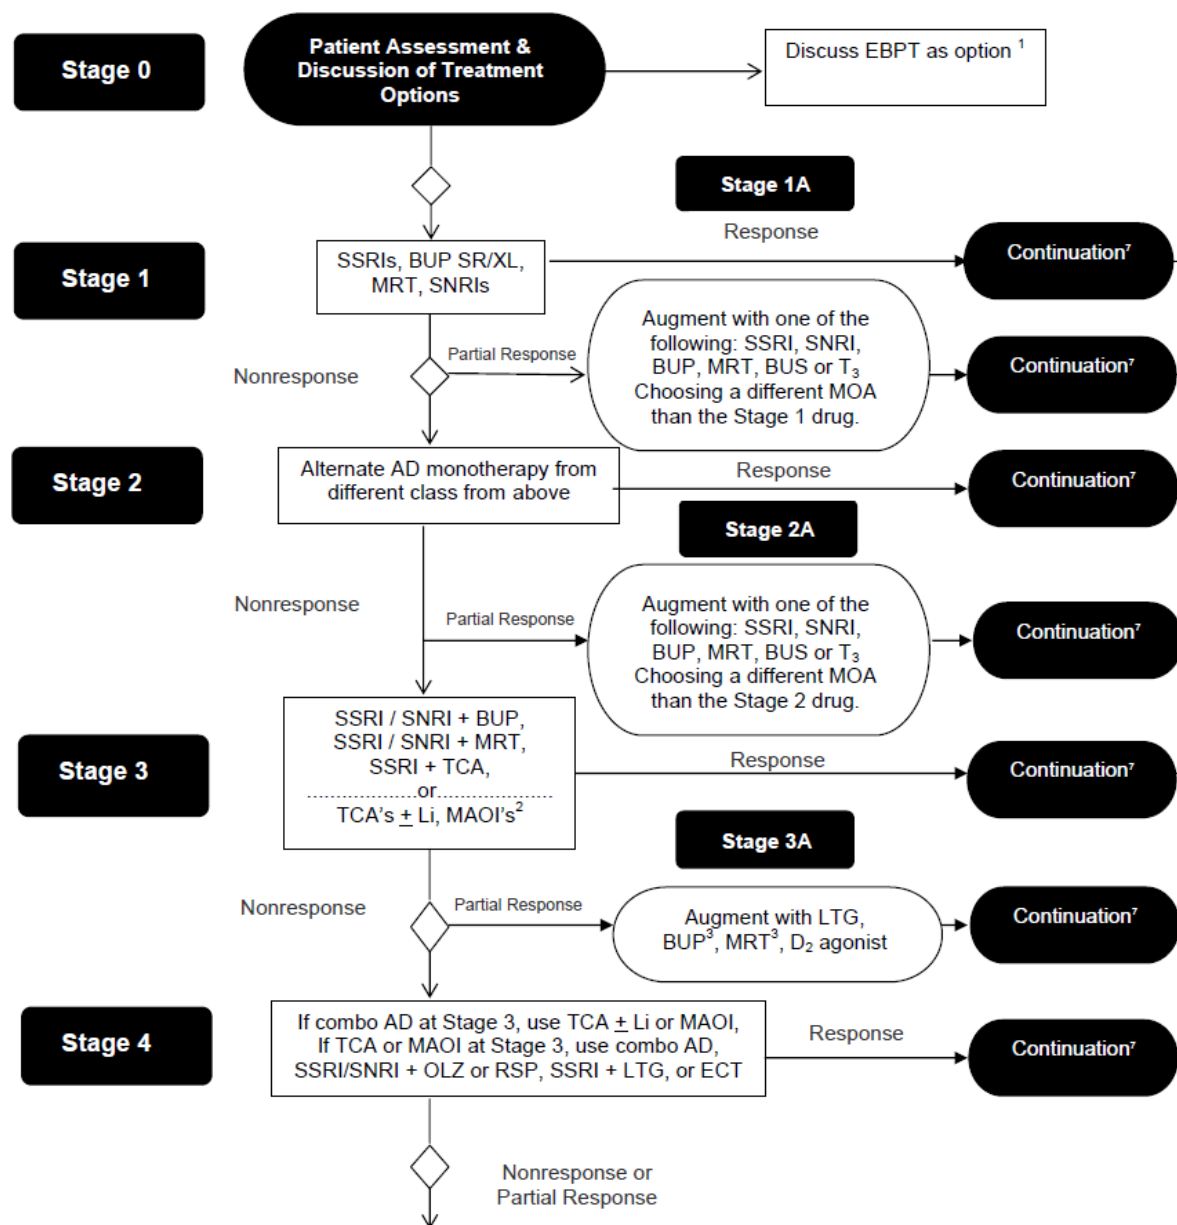 Stage 0
Patient Assessment &
Discussion of Treatment
Options
Discuss EBPT as option ¹
Stage 1A
Response
Stage 1
SSRIs, BUP SR/XL,
MRT, SNRIs
Continuation⁷
Augment with one of the
following: SSRI, SNRI,
BUP, MRT, BUS or T₃
Choosing a different MOA
than the Stage 1 drug.
Partial Response
Nonresponse
Continuation⁷
Stage 2
Alternate AD monotherapy from
different class from above
Response
Continuation⁷
Stage 2A
Nonresponse
Partial Response
Augment with one of the
following: SSRI, SNRI,
BUP, MRT, BUS or T₃
Choosing a different MOA
than the Stage 2 drug.
Continuation⁷
Stage 3
SSRI / SNRI + BUP,
SSRI / SNRI + MRT,
SSRI + TCA,
....................or.....................
TCA's ± Li, MAOI's²
Response
Continuation⁷
Stage 3A
Nonresponse
Partial Response
Augment with LTG,
BUP³, MRT³, D₂ agonist
Continuation⁷
Stage 4
If combo AD at Stage 3, use TCA ± Li or MAOI,
If TCA or MAOI at Stage 3, use combo AD,
SSRI/SNRI + OLZ or RSP, SSRI + LTG, or ECT
Response
Continuation⁷
Nonresponse or
Partial Response